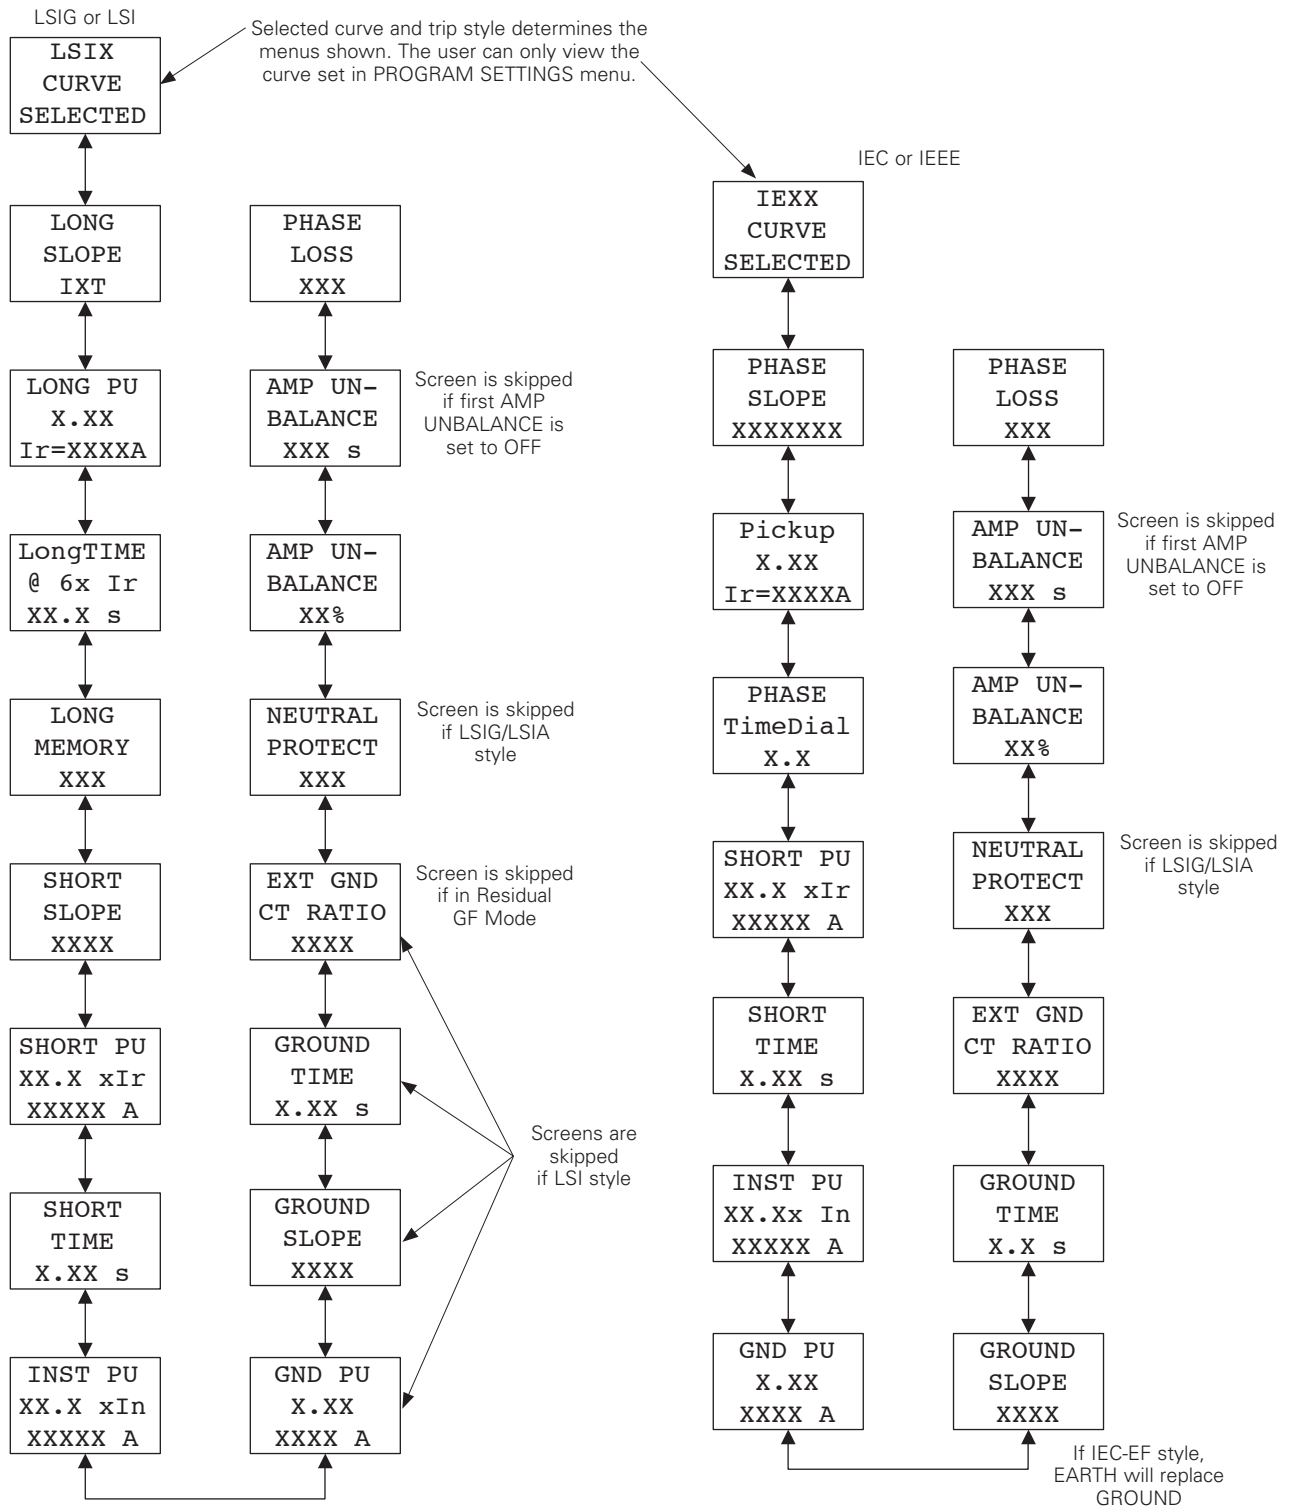 LSIG or LSI
Selected curve and trip style determines the
menus shown. The user can only view the
curve set in PROGRAM SETTINGS menu.
LSIX
CURVE
SELECTED
LONG
SLOPE
IXT
LONG PU
X.XX
Ir=XXXXA
LongTIME
@ 6x Ir
XX.X s
LONG
MEMORY
XXX
SHORT
SLOPE
XXXX
SHORT PU
XX.X xIr
XXXXX A
SHORT
TIME
X.XX s
INST PU
XX.X xIn
XXXXX A
PHASE
LOSS
XXX
AMP UN-
BALANCE
XXX s
Screen is skipped
if first AMP
UNBALANCE is
set to OFF
AMP UN-
BALANCE
XX%
NEUTRAL
PROTECT
XXX
Screen is skipped
if LSIG/LSIA
style
EXT GND
CT RATIO
XXXX
Screen is skipped
if in Residual
GF Mode
GROUND
TIME
X.XX s
Screens are
skipped
if LSI style
GROUND
SLOPE
XXXX
GND PU
X.XX
XXXX A
IEC or IEEE
IEXX
CURVE
SELECTED
PHASE
SLOPE
XXXXXXX
Pickup
X.XX
Ir=XXXXA
PHASE
TimeDial
X.X
SHORT PU
XX.X xIr
XXXXX A
SHORT
TIME
X.XX s
INST PU
XX.Xx In
XXXXX A
GND PU
X.XX
XXXX A
PHASE
LOSS
XXX
AMP UN-
BALANCE
XXX s
Screen is skipped
if first AMP
UNBALANCE is
set to OFF
AMP UN-
BALANCE
XX%
NEUTRAL
PROTECT
XXX
Screen is skipped
if LSIG/LSIA
style
EXT GND
CT RATIO
XXXX
GROUND
TIME
X.X s
GROUND
SLOPE
XXXX
If IEC-EF style,
EARTH will replace
GROUND